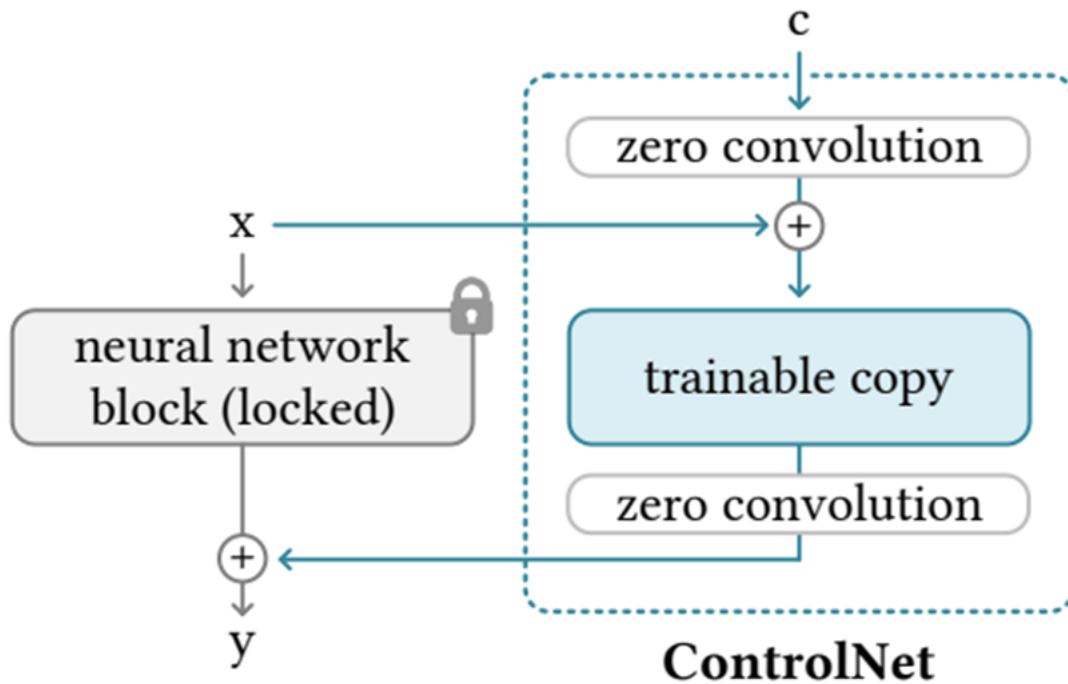 c
zero convolution
+
x
neural network
block (locked)
trainable copy
zero convolution
+
y
ControlNet